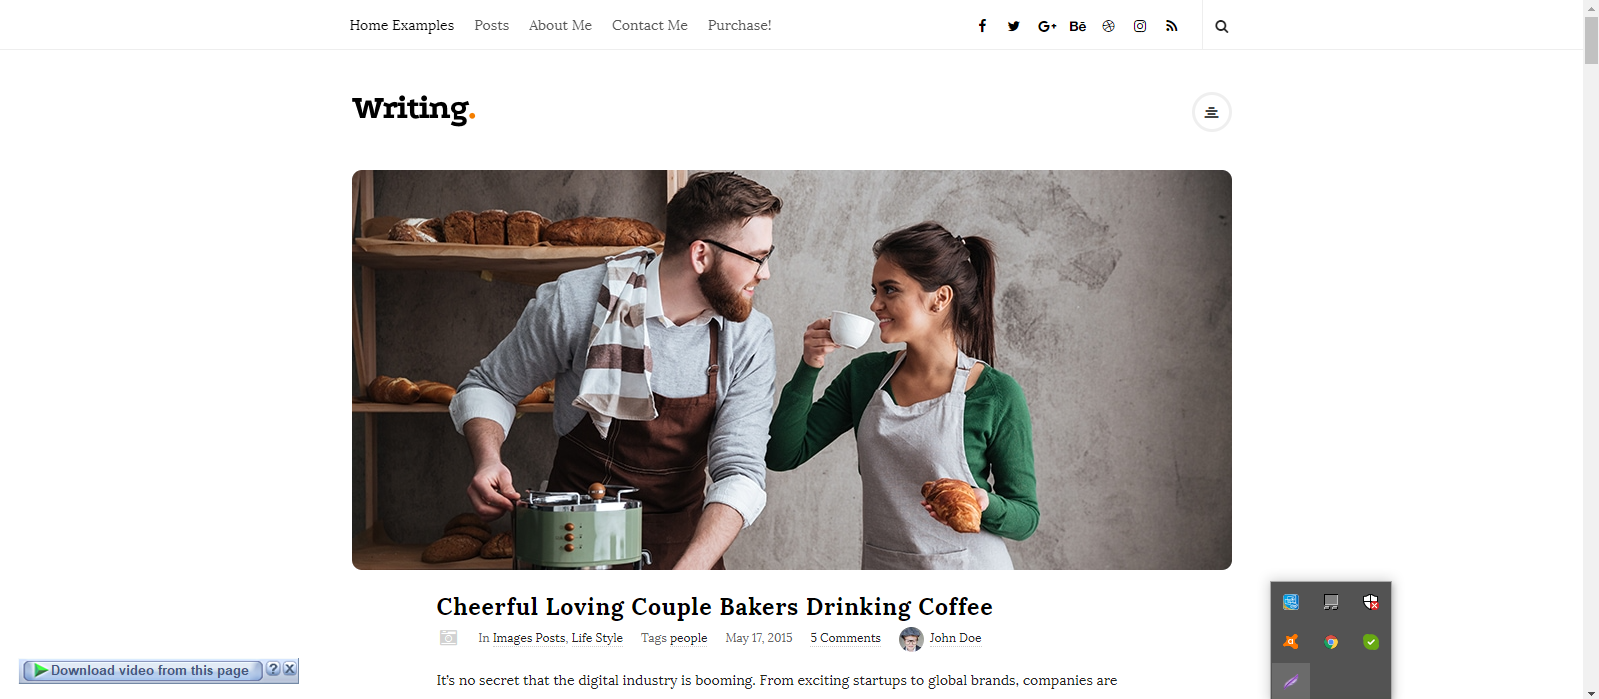 Home Examples Posts About Me Contact Me Purchase!
Writing.
Cheerful Loving Couple Bakers Drinking Coffee
In Images Posts, Life Style Tags people May 17, 2015 5 Comments John Doe
It's no secret that the digital industry is booming. From exciting startups to global brands, companies are
Download video from this page